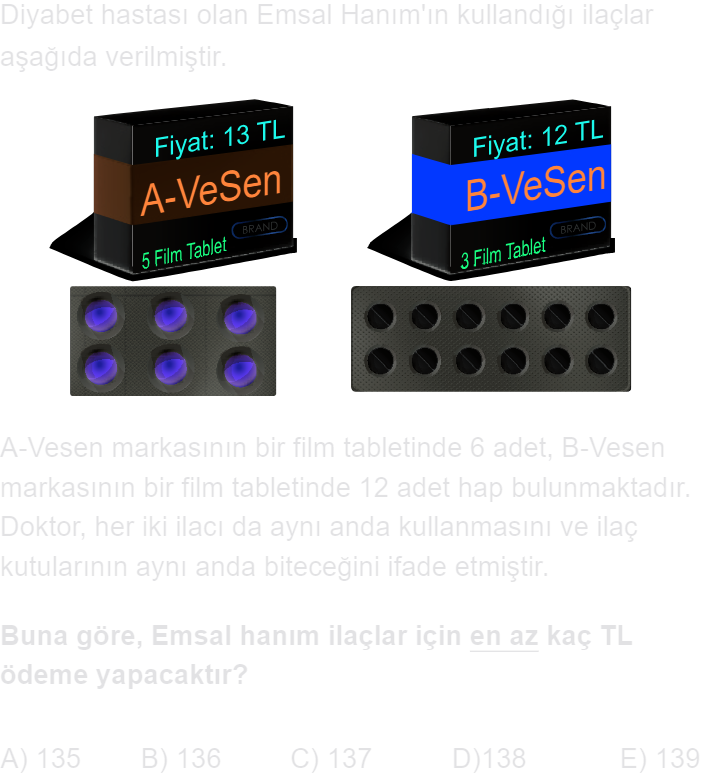 Diyabet hastası olan Emsal Hanım'ın kullandığı ilaçlar
aşağıda verilmiştir.
Fiyat: 13 TL
A-VeSen
BRAND
5 Film Tablet
Fiyat: 12 TL
B-VeSen
BRAND
3 Film Tablet
A-Vesen markasının bir film tabletinde 6 adet, B-Vesen
markasının bir film tabletinde 12 adet hap bulunmaktadır.
Doktor, her iki ilacı da aynı anda kullanmasını ve ilaç
kutularının aynı anda biteceğini ifade etmiştir.
Buna göre, Emsal hanım ilaçlar için en az kaç TL
ödeme yapacaktır?
A) 135 B) 136 C) 137 D)138 E) 139